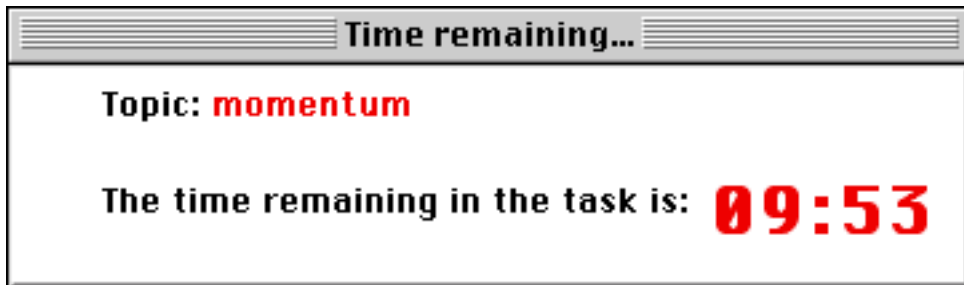 Time remaining...
Topic: momentum
The time remaining in the task is: 09:53